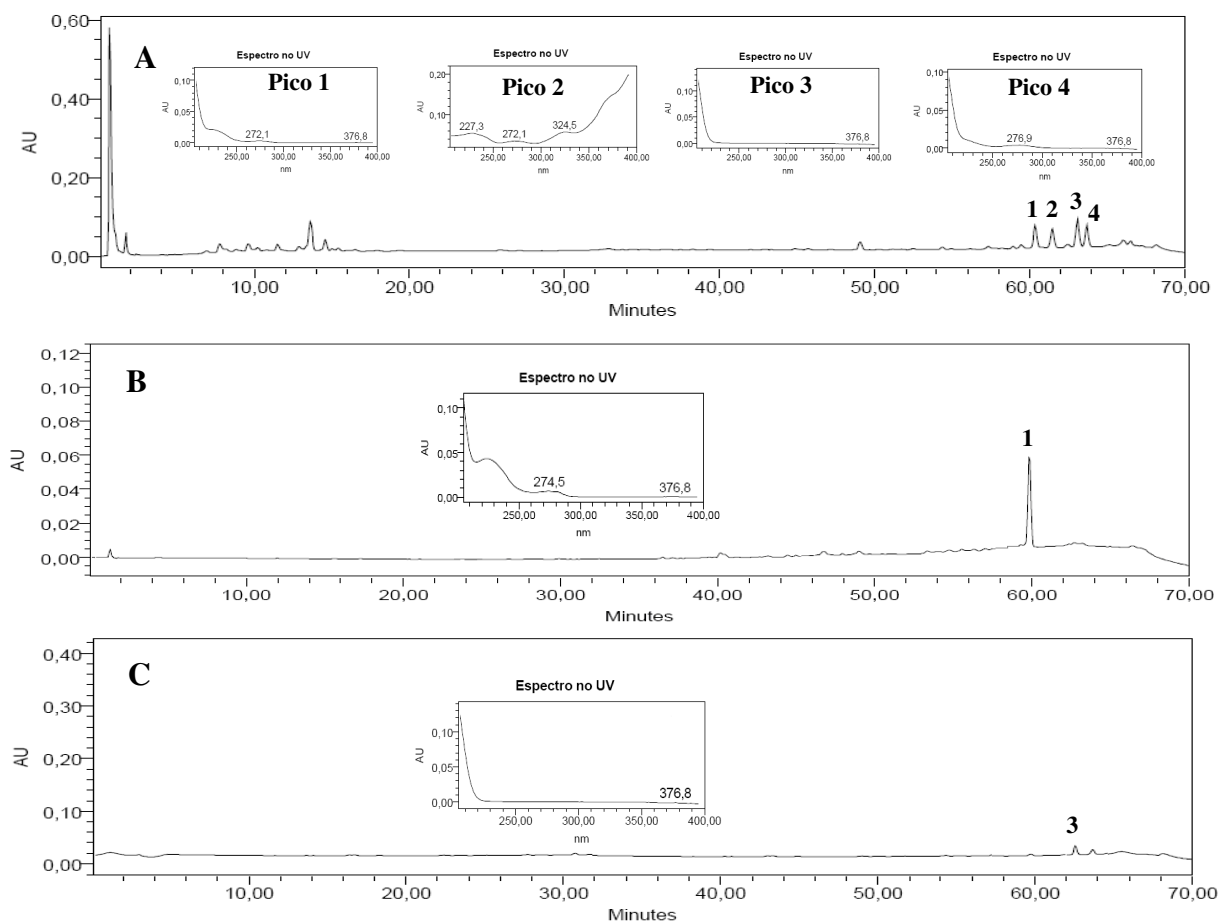 A
0,60
0,40
0,20
0,00
AU
Espectro no UV
Pico 1
0,10
0,05
0,00
AU
272,1
376,8
250,00 300,00 350,00 400,00
nm
Espectro no UV
Pico 2
0,20
0,10
AU
227,3
272,1
324,5
250,00 300,00 350,00 400,00
nm
Espectro no UV
Pico 3
0,10
0,05
0,00
AU
376,8
250,00 300,00 350,00 400,00
nm
Espectro no UV
Pico 4
0,10
0,05
0,00
AU
276,9
376,8
250,00 300,00 350,00 400,00
nm
1 2 3 4
10,00 20,00 30,00 40,00 50,00 60,00 70,00
Minutes
B
0,12
0,10
0,08
0,06
0,04
0,02
0,00
AU
Espectro no UV
0,10
0,05
0,00
AU
274,5
376,8
250,00 300,00 350,00 400,00
nm
1
10,00 20,00 30,00 40,00 50,00 60,00 70,00
Minutes
C
0,40
0,30
0,20
0,10
0,00
AU
Espectro no UV
0,10
0,05
0,00
AU
376,8
250,00 300,00 350,00 400,00
nm
3
10,00 20,00 30,00 40,00 50,00 60,00 70,00
Minutes